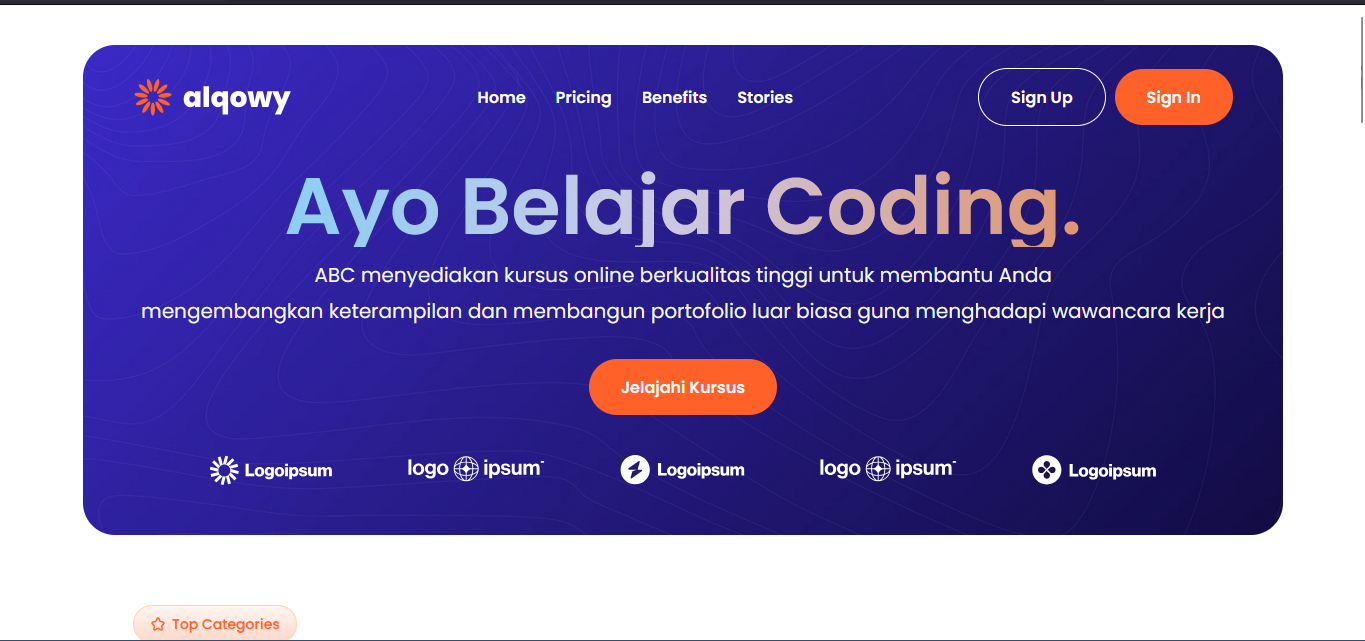 alqowy Home Pricing Benefits Stories Sign Up Sign In
Ayo Belajar Coding.
ABC menyediakan kursus online berkualitas tinggi untuk membantu Anda
mengembangkan keterampilan dan membangun portofolio luar biasa guna menghadapi wawancara kerja
Jelajahi Kursus
Logoipsum logo ipsum Logoipsum logo ipsum Logoipsum
Top Categories